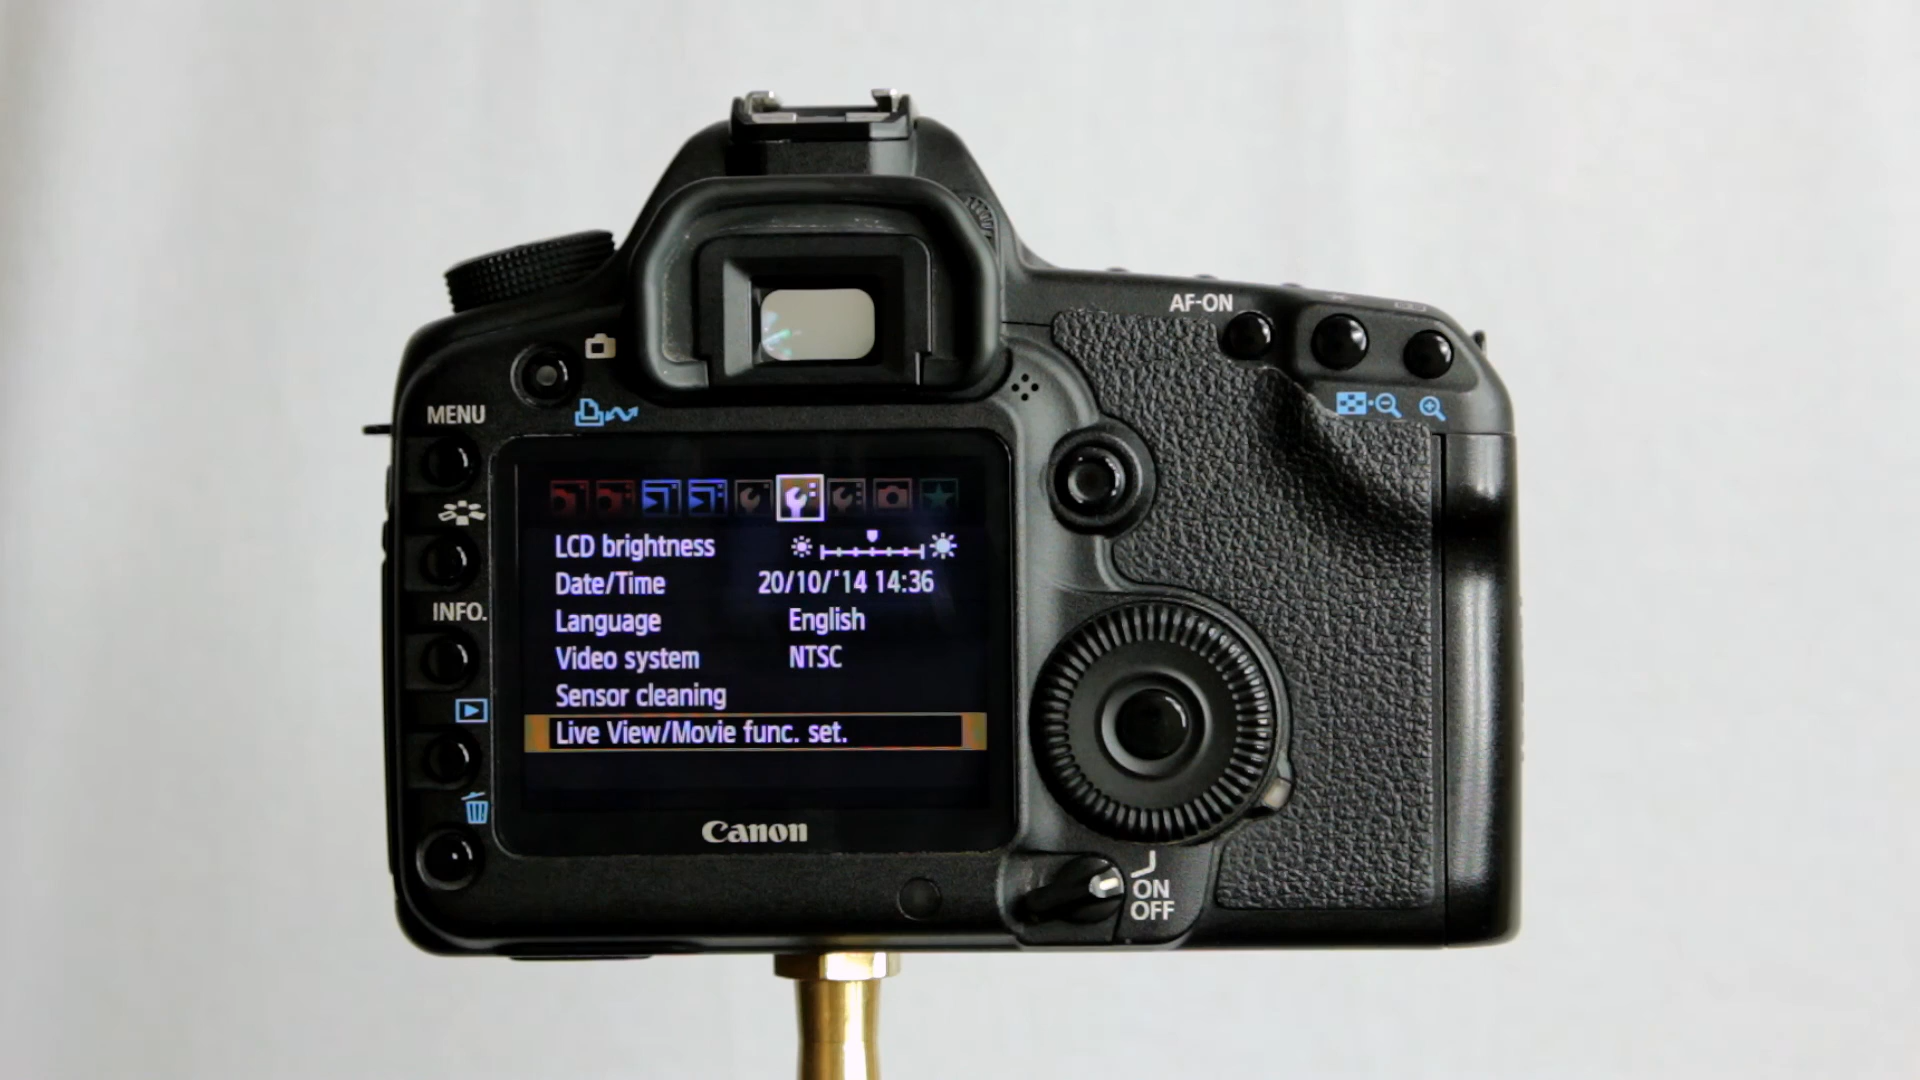 AF-ON
MENU
INFO.
LCD brightness
Date/Time 20/10/'14 14:36
Language English
Video system NTSC
Sensor cleaning
Live View/Movie func. set.
Canon
ON
OFF